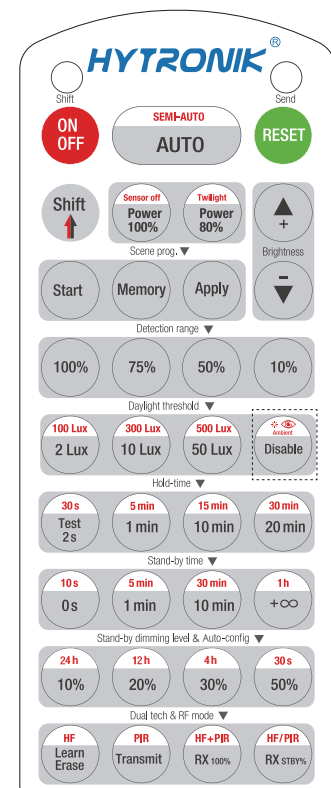 HYTRONIK®
Shift
Send
ON
OFF
SEMI-AUTO
AUTO
RESET
Shift
Sensor off
Power
100%
Twilight
Power
80%
+
Scene prog. ▼
Brightness
Start
Memory
Apply
-
Detection range ▼
100%
75%
50%
10%
Daylight threshold ▼
100 Lux
2 Lux
300 Lux
10 Lux
500 Lux
50 Lux
Ambient
Disable
Hold-time ▼
30 s
Test
2 s
5 min
1 min
15 min
10 min
30 min
20 min
Stand-by time ▼
10 s
0 s
5 min
1 min
30 min
10 min
1 h
+∞
Stand-by dimming level & Auto-config ▼
24 h
10%
12 h
20%
4 h
30%
30 s
50%
Dual tech & RF mode ▼
HF
Learn
Erase
PIR
Transmit
HF+PIR
RX 100%
HF/PIR
RX STBY%